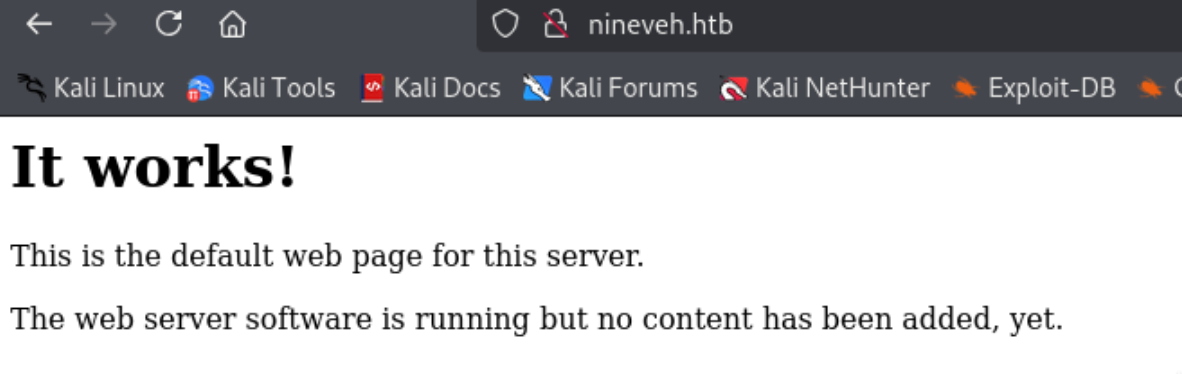 nineveh.htb
Kali Linux Kali Tools Kali Docs Kali Forums Kali NetHunter Exploit-DB
It works!
This is the default web page for this server.
The web server software is running but no content has been added, yet.